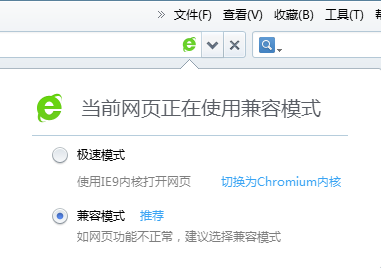 » 文件(F) 查看(V) 收藏(B) 工具(T)
当前网页正在使用兼容模式
极速模式
使用IE9内核打开网页 切换为Chromium内核
兼容模式 推荐
如网页功能不正常，建议选择兼容模式